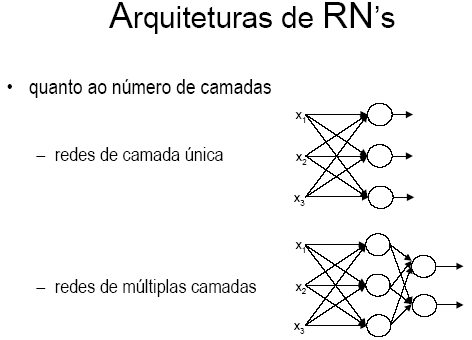 Arquiteturas de RN's
• quanto ao número de camadas
– redes de camada única
x1
x2
x3
– redes de múltiplas camadas
x1
x2
x3